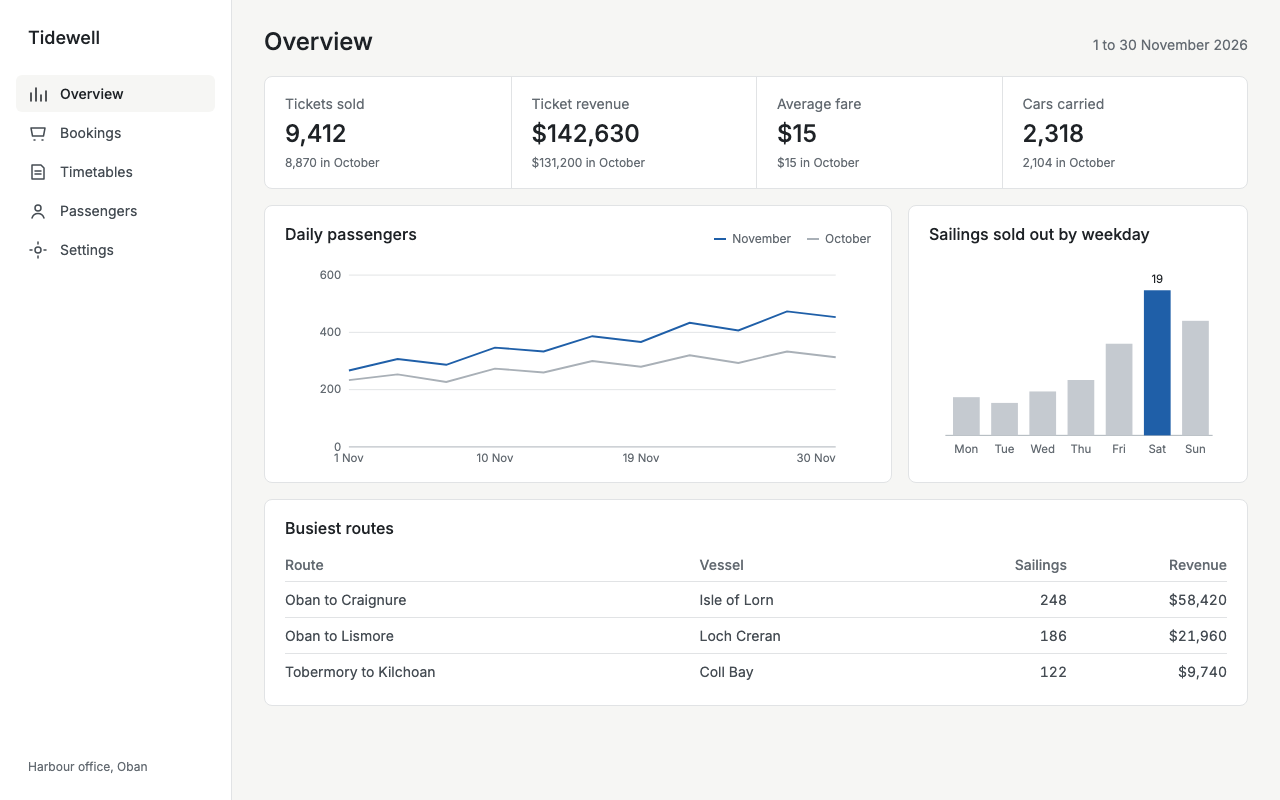 Tidewell
Overview
Bookings
Timetables
Passengers
Settings
Harbour office, Oban
Overview
1 to 30 November 2026
Tickets sold
9,412
8,870 in October
Ticket revenue
$142,630
$131,200 in October
Average fare
$15
$15 in October
Cars carried
2,318
2,104 in October
Daily passengers
November October
600
400
200
0
1 Nov 10 Nov 19 Nov 30 Nov
Sailings sold out by weekday
19
Mon Tue Wed Thu Fri Sat Sun
Busiest routes
Route Vessel Sailings Revenue
Oban to Craignure Isle of Lorn 248 $58,420
Oban to Lismore Loch Creran 186 $21,960
Tobermory to Kilchoan Coll Bay 122 $9,740